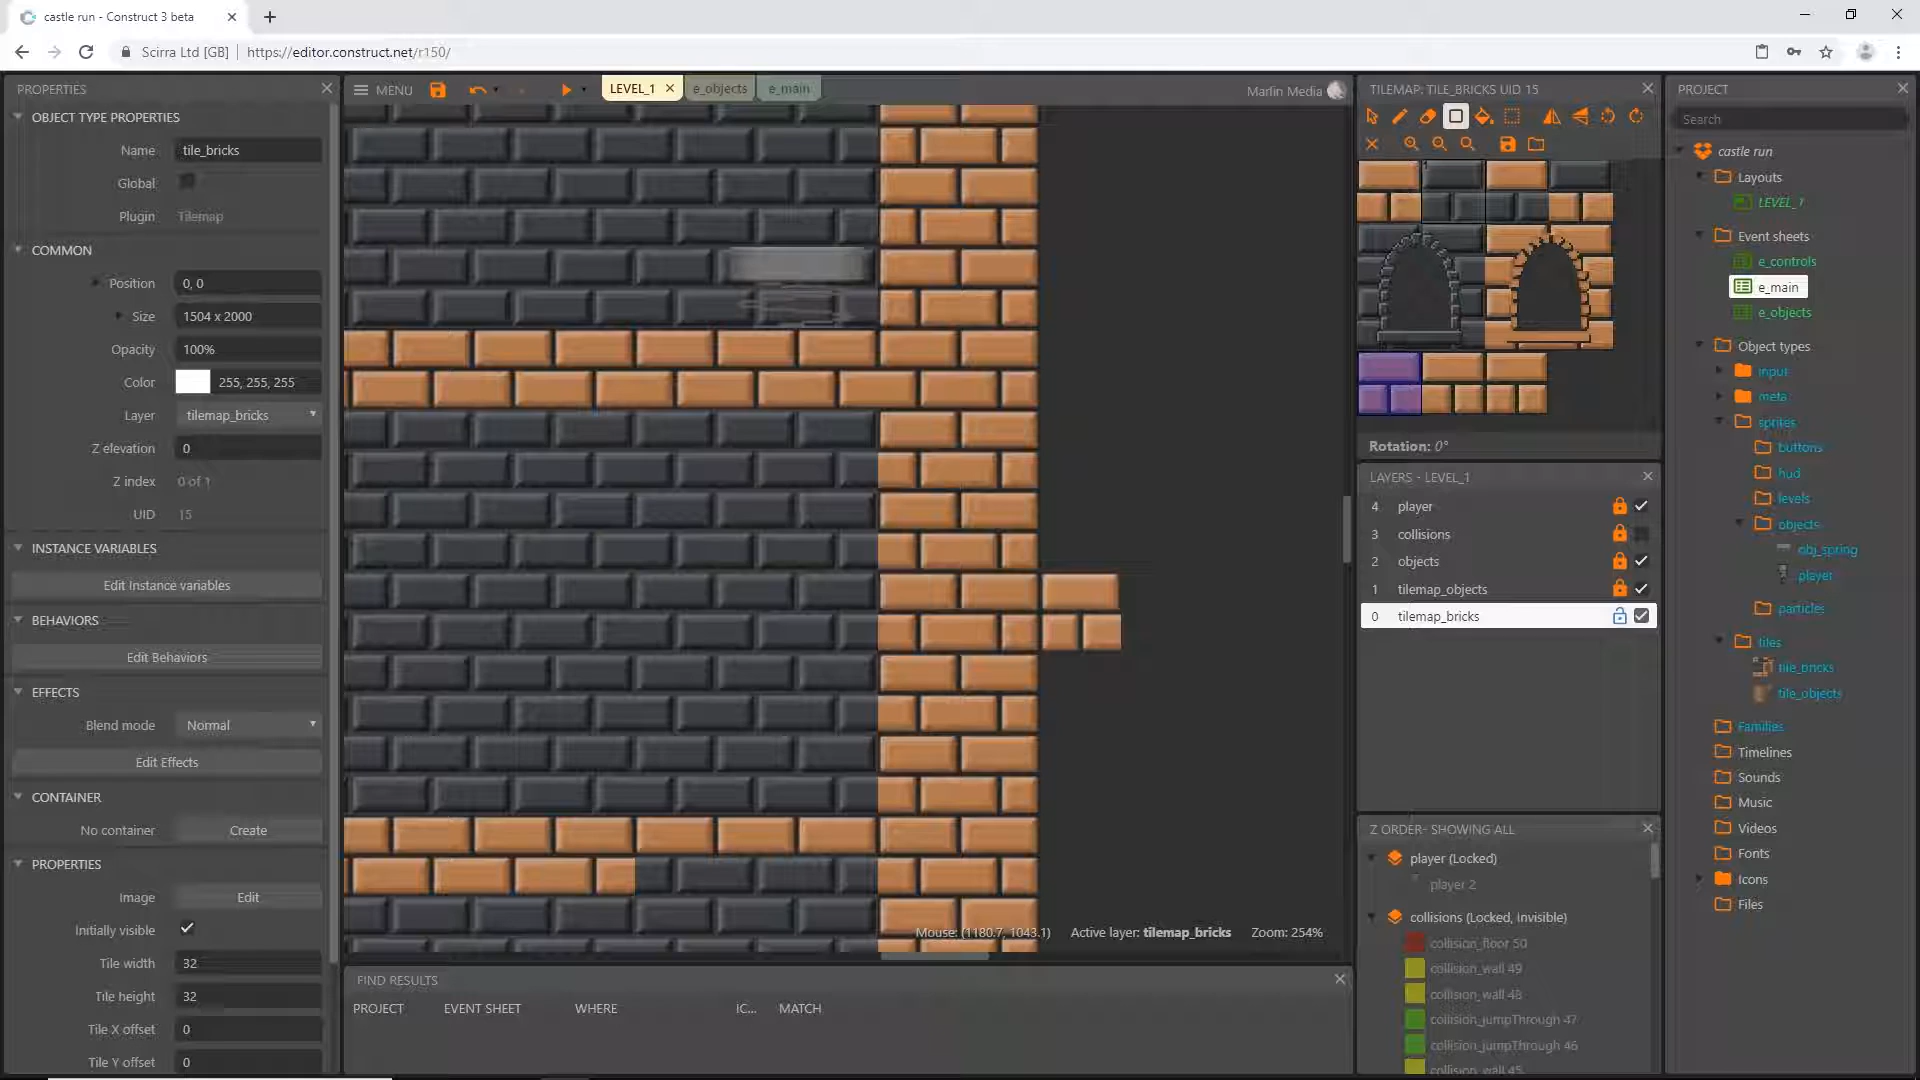 castle run - Construct 3 beta
Scirra Ltd [GB]
https://editor.construct.net/r150/
PROPERTIES
OBJECT TYPE PROPERTIES
Name
tile_bricks
Global
Plugin
Tilemap
COMMON
Position
0, 0
Size
1504 x 2000
Opacity
100%
Color
255, 255, 255
Layer
tilemap_bricks
Z elevation
0
Z index
0 of 1
UID
15
INSTANCE VARIABLES
Edit Instance variables
BEHAVIORS
Edit Behaviors
EFFECTS
Blend mode
Normal
Edit Effects
CONTAINER
No container
Create
PROPERTIES
Image
Edit
Initially visible
Tile width
32
Tile height
32
Tile X offset
0
Tile Y offset
0
MENU
LEVEL_1
e_objects
e_main
Marlin Media
Mouse: (1180.7, 1043.1)
Active layer: tilemap_bricks
Zoom: 254%
FIND RESULTS
PROJECT
EVENT SHEET
WHERE
IC...
MATCH
TILEMAP: TILE_BRICKS UID 15
Rotation: 0°
LAYERS - LEVEL_1
4 player
3 collisions
2 objects
1 tilemap_objects
0 tilemap_bricks
Z ORDER- SHOWING ALL
player (Locked)
player 2
collisions (Locked, Invisible)
collision_floor 50
collision_wall 49
collision_wall 48
collision_jumpThrough 47
collision_jumpThrough 46
collision_wall 45
PROJECT
Search
castle run
Layouts
LEVEL_1
Event sheets
e_controls
e_main
e_objects
Object types
input
meta
sprites
buttons
hud
levels
objects
obj_spring
player
particles
tiles
tile_bricks
tile_objects
Families
Timelines
Sounds
Music
Videos
Fonts
Icons
Files